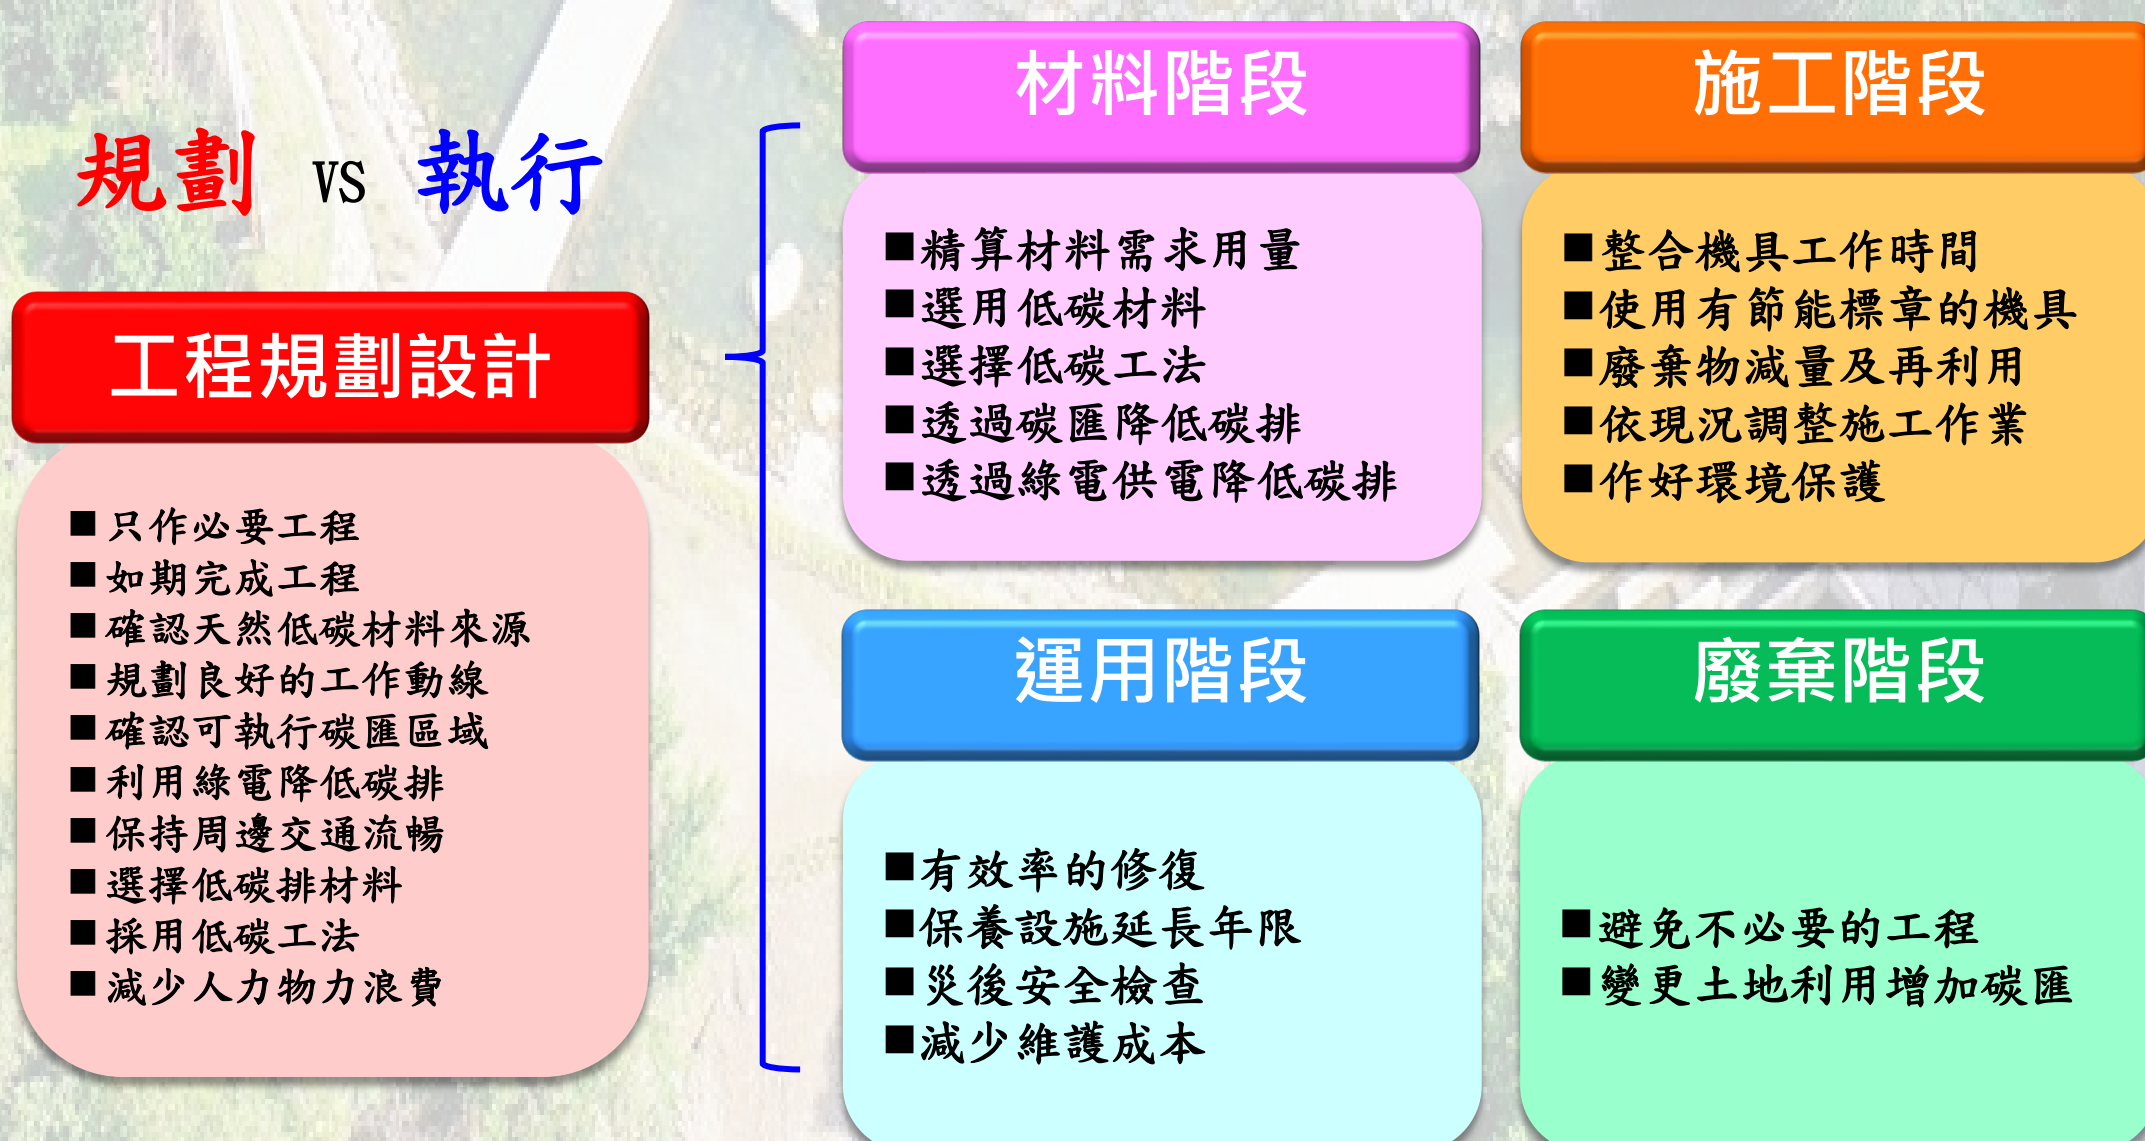 規劃 vs 執行
工程規劃設計
■只作必要工程
■如期完成工程
■確認天然低碳材料來源
■規劃良好的工作動線
■確認可執行碳匯區域
■利用綠電降低碳排
■保持周邊交通流暢
■選擇低碳排材料
■採用低碳工法
■減少人力物力浪費
材料階段
■精算材料需求用量
■選用低碳材料
■選擇低碳工法
■透過碳匯降低碳排
■透過綠電供電降低碳排
施工階段
■整合機具工作時間
■使用有節能標章的機具
■廢棄物減量及再利用
■依現況調整施工作業
■作好環境保護
運用階段
■有效率的修復
■保養設施延長年限
■災後安全檢查
■減少維護成本
廢棄階段
■避免不必要的工程
■變更土地利用增加碳匯